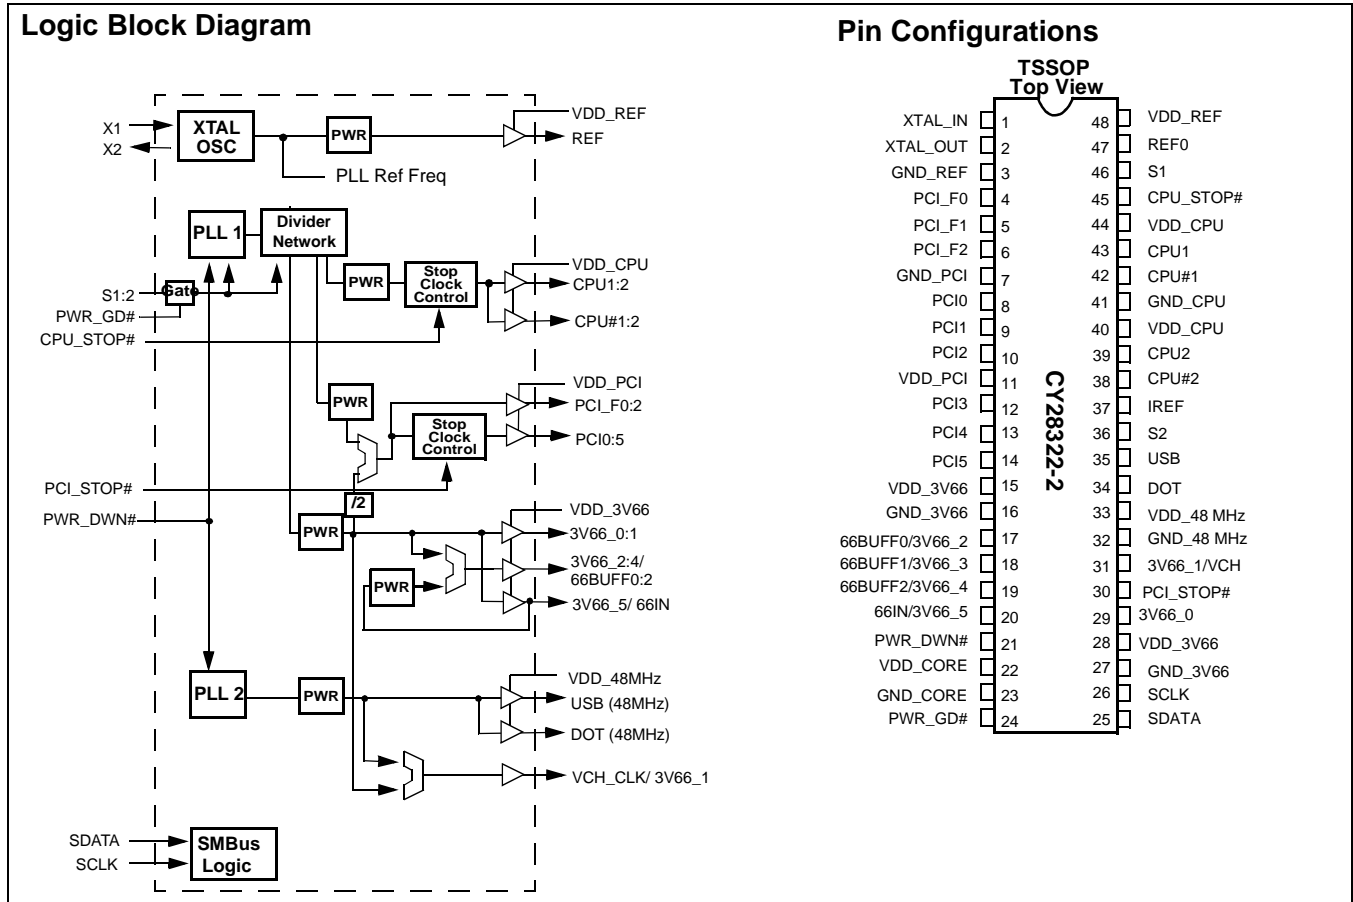 Logic Block Diagram
X1
X2
XTAL
OSC
PWR
VDD_REF
REF
PLL Ref Freq
PLL 1
Divider
Network
PWR
Stop
Clock
Control
VDD_CPU
CPU1:2
CPU#1:2
S1:2
Gate
PWR_GD#
CPU_STOP#
PWR
VDD_PCI
PCI_F0:2
Stop
Clock
Control
PCI0:5
PCI_STOP#
/2
PWR_DWN#
PWR
VDD_3V66
3V66_0:1
3V66_2:4/
66BUFF0:2
PWR
3V66_5/ 66IN
PLL 2
PWR
VDD_48MHz
USB (48MHz)
DOT (48MHz)
VCH_CLK/ 3V66_1
SDATA
SCLK
SMBus
Logic
Pin Configurations
TSSOP
Top View
XTAL_IN 1 48 VDD_REF
XTAL_OUT 2 47 REF0
GND_REF 3 46 S1
PCI_F0 4 45 CPU_STOP#
PCI_F1 5 44 VDD_CPU
PCI_F2 6 43 CPU1
GND_PCI 7 42 CPU#1
PCI0 8 41 GND_CPU
PCI1 9 40 VDD_CPU
PCI2 10 39 CPU2
VDD_PCI 11 38 CPU#2
PCI3 12 37 IREF
PCI4 13 36 S2
PCI5 14 35 USB
VDD_3V66 15 34 DOT
GND_3V66 16 33 VDD_48 MHz
66BUFF0/3V66_2 17 32 GND_48 MHz
66BUFF1/3V66_3 18 31 3V66_1/VCH
66BUFF2/3V66_4 19 30 PCI_STOP#
66IN/3V66_5 20 29 3V66_0
PWR_DWN# 21 28 VDD_3V66
VDD_CORE 22 27 GND_3V66
GND_CORE 23 26 SCLK
PWR_GD# 24 25 SDATA
CY28322-2